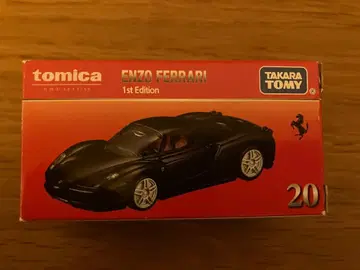 tomica
ENZO FERRARI
1st Edition
TAKARA
TOMY
20